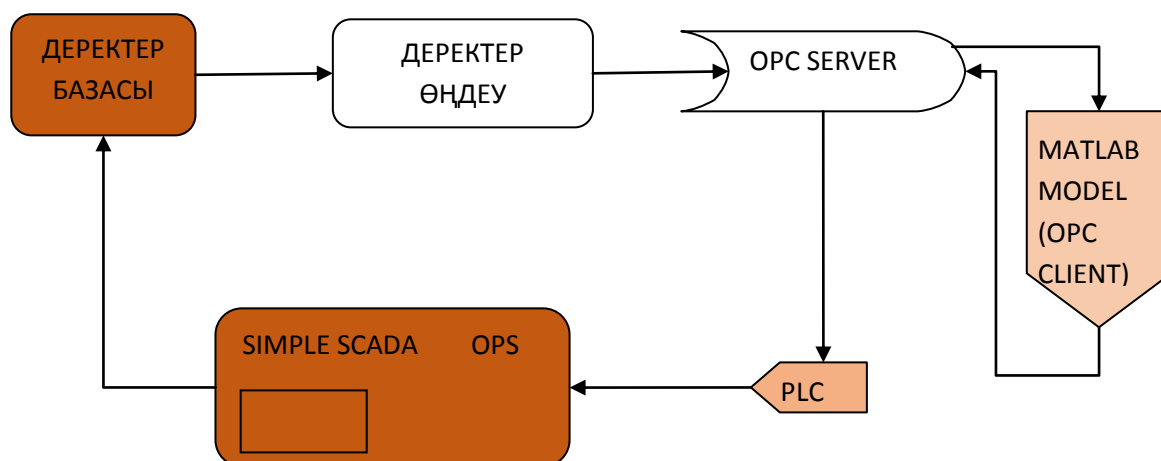 ДЕРЕКТЕР
БАЗАСЫ
ДЕРЕКТЕР
ӨҢДЕУ
OPC SERVER
MATLAB
MODEL
(OPC
CLIENT)
SIMPLE SCADA OPS
PLC